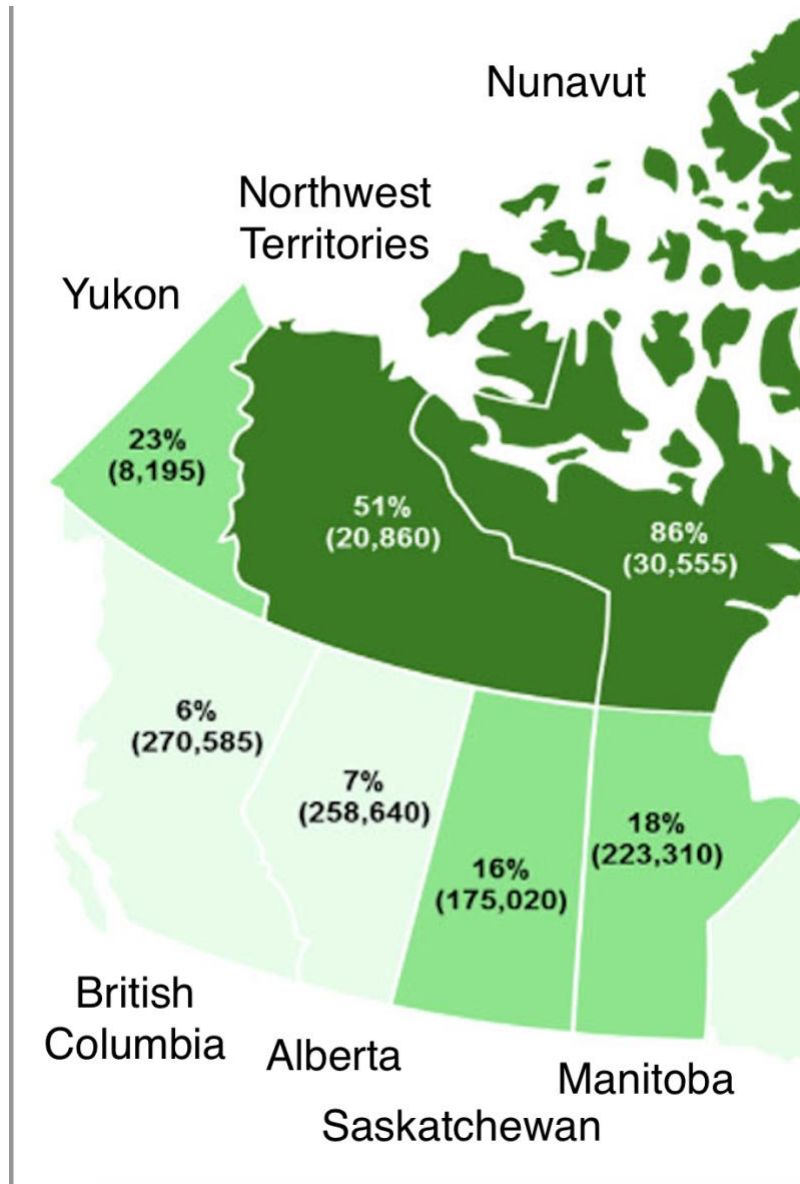 Nunavut
Northwest
Territories
Yukon
23%
(8,195)
51%
(20,860)
86%
(30,555)
6%
(270,585)
7%
(258,640)
16%
(175,020)
18%
(223,310)
British
Columbia
Alberta
Manitoba
Saskatchewan